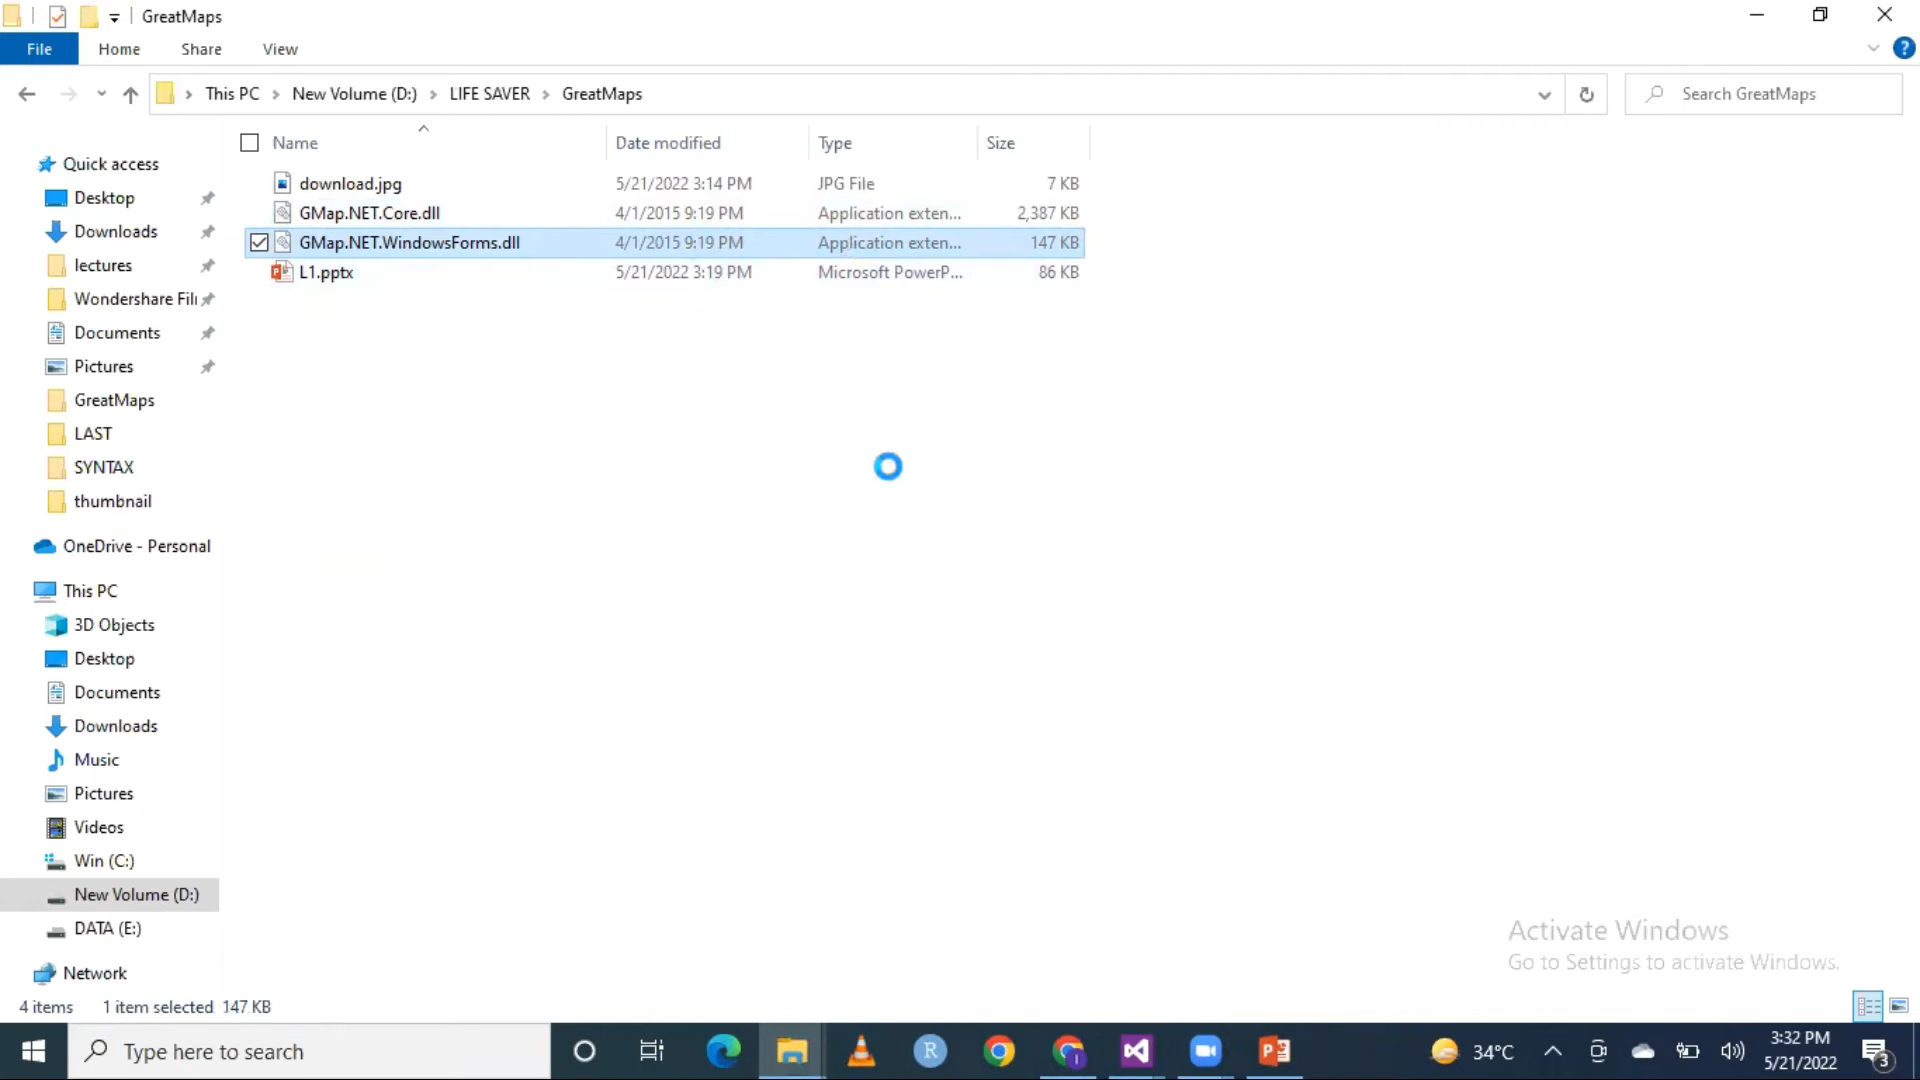 GreatMaps
File Home Share View
This PC New Volume (D:) LIFE SAVER GreatMaps Search GreatMaps
Name Date modified Type Size
download.jpg 5/21/2022 3:14 PM JPG File 7 KB
GMap.NET.Core.dll 4/1/2015 9:19 PM Application exten... 2,387 KB
GMap.NET.WindowsForms.dll 4/1/2015 9:19 PM Application exten... 147 KB
L1.pptx 5/21/2022 3:19 PM Microsoft PowerP... 86 KB
Quick access
Desktop
Downloads
lectures
Wondershare Fil
Documents
Pictures
GreatMaps
LAST
SYNTAX
thumbnail
OneDrive - Personal
This PC
3D Objects
Desktop
Documents
Downloads
Music
Pictures
Videos
Win (C:)
New Volume (D:)
DATA (E:)
Network
Activate Windows
Go to Settings to activate Windows.
4 items 1 item selected 147 KB
Type here to search
34°C
3:32 PM
5/21/2022
3